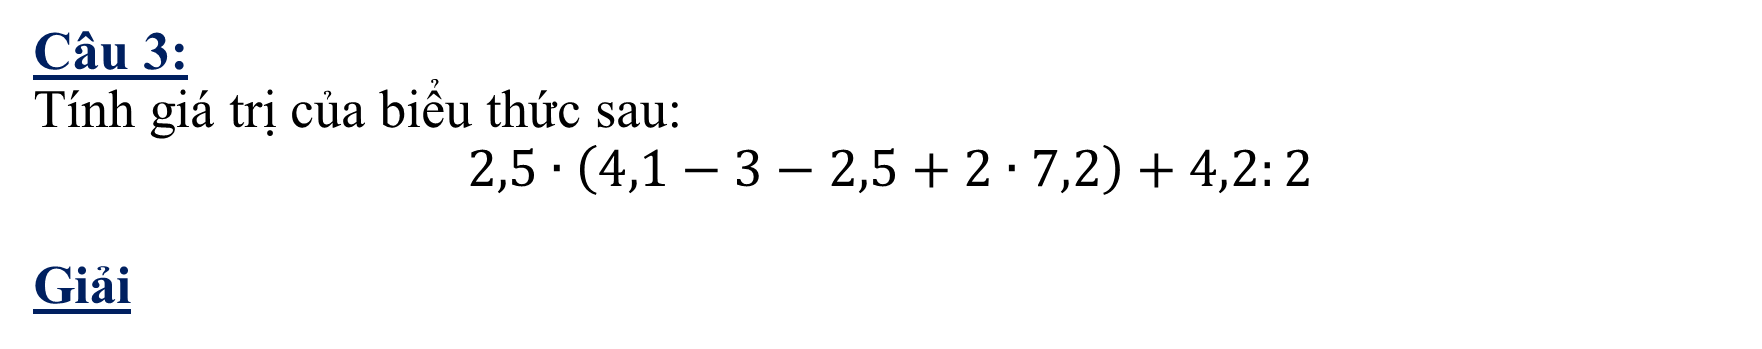 Câu 3:
Tính giá trị của biểu thức sau:
2,5 · (4,1 − 3 − 2,5 + 2 · 7,2) + 4,2: 2
Giải